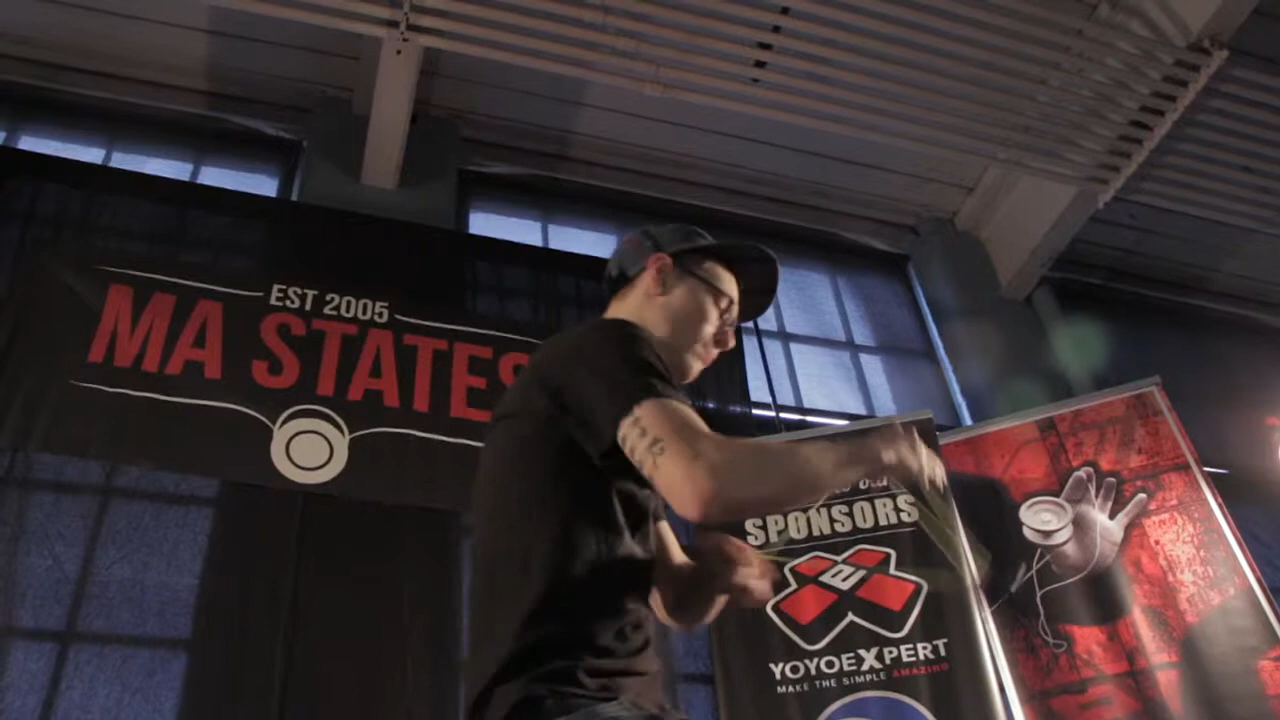 EST 2005
MA STATES
SPONSORS
YOYOEXPERT
MAKE THE SIMPLE AMAZING